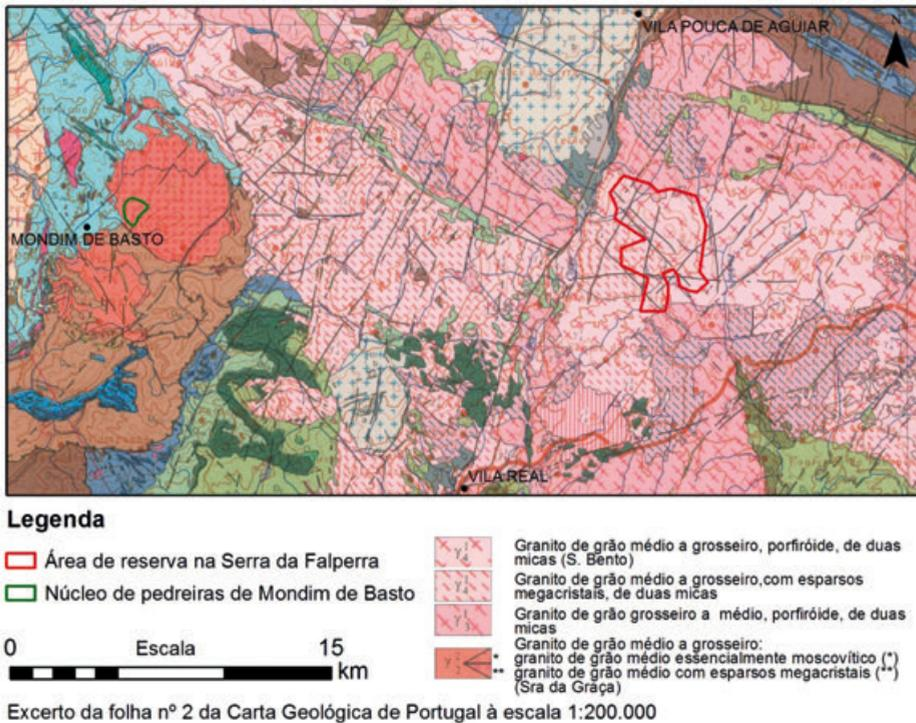 VILA POUCA DE AGUIAR
N
MONDIM DE BASTO
VILA REAL
Legenda
Área de reserva na Serra da Falperra
Núcleo de pedreiras de Mondim de Basto
0 Escala 15
km
Granito de grão médio a grosseiro, porfiróide, de duas
micas (S. Bento)
Granito de grão médio a grosseiro,com esparsos
megacristais, de duas micas
Granito de grão grosseiro a médio, porfiróide, de duas
micas
Granito de grão médio a grosseiro:
* granito de grão médio essencialmente moscovítico (*)
** granito de grão médio com esparsos megacristais (**)
(Sra da Graça)
Excerto da folha nº 2 da Carta Geológica de Portugal à escala 1:200.000